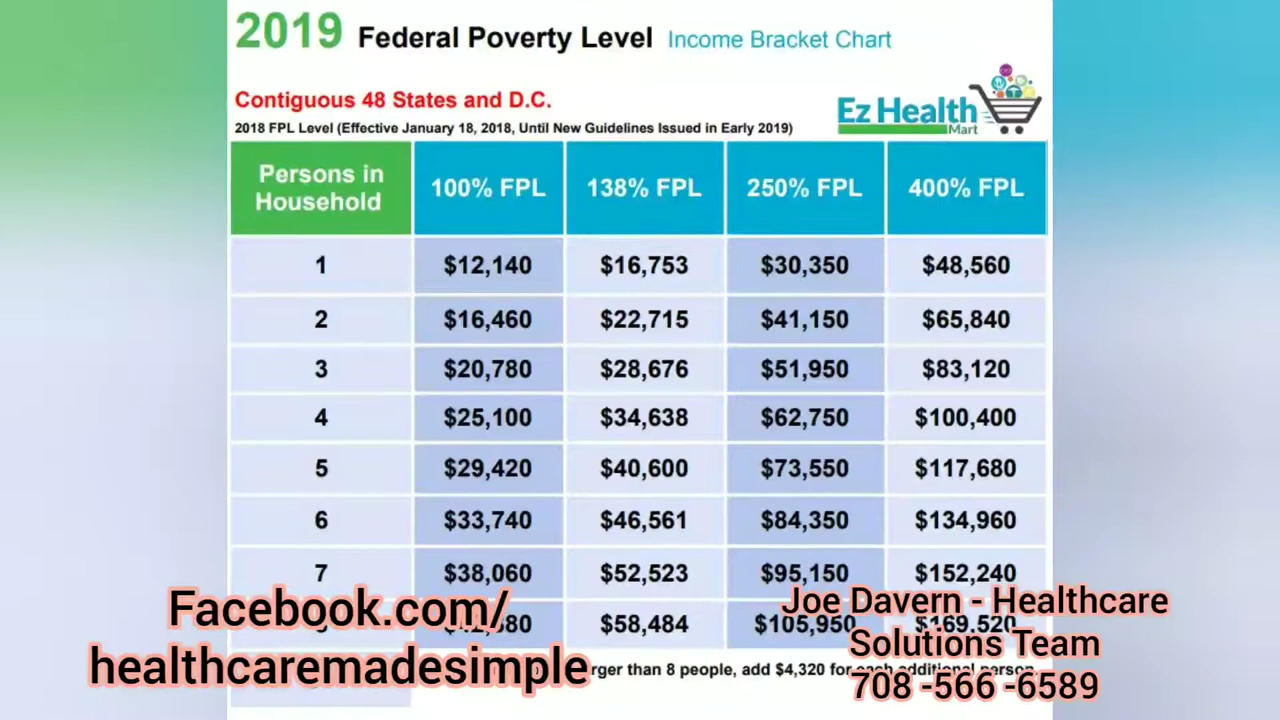 2019 Federal Poverty Level Income Bracket Chart
Contiguous 48 States and D.C.
2018 FPL Level (Effective January 18, 2018, Until New Guidelines Issued in Early 2019)
Ez Health
Mart
Persons in
Household
100% FPL 138% FPL 250% FPL 400% FPL
1 $12,140 $16,753 $30,350 $48,560
2 $16,460 $22,715 $41,150 $65,840
3 $20,780 $28,676 $51,950 $83,120
4 $25,100 $34,638 $62,750 $100,400
5 $29,420 $40,600 $73,550 $117,680
6 $33,740 $46,561 $84,350 $134,960
7 $38,060 $52,523 $95,150 $152,240
$58,484 $105,950 $169,520
larger than 8 people, add $4,320 for each additional person
Facebook.com/
healthcaremadesimple
Joe Davern - Healthcare
Solutions Team
708 -566 -6589